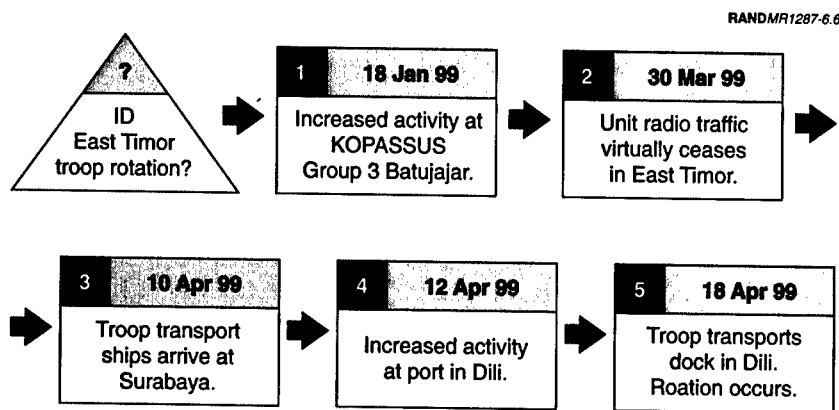 RANDMR1287-6.6
?
ID
East Timor
troop rotation?
1 18 Jan 99
Increased activity at
KOPASSUS
Group 3 Batujajar.
2 30 Mar 99
Unit radio traffic
virtually ceases
in East Timor.
3 10 Apr 99
Troop transport
ships arrive at
Surabaya.
4 12 Apr 99
Increased activity
at port in Dili.
5 18 Apr 99
Troop transports
dock in Dili.
Roation occurs.